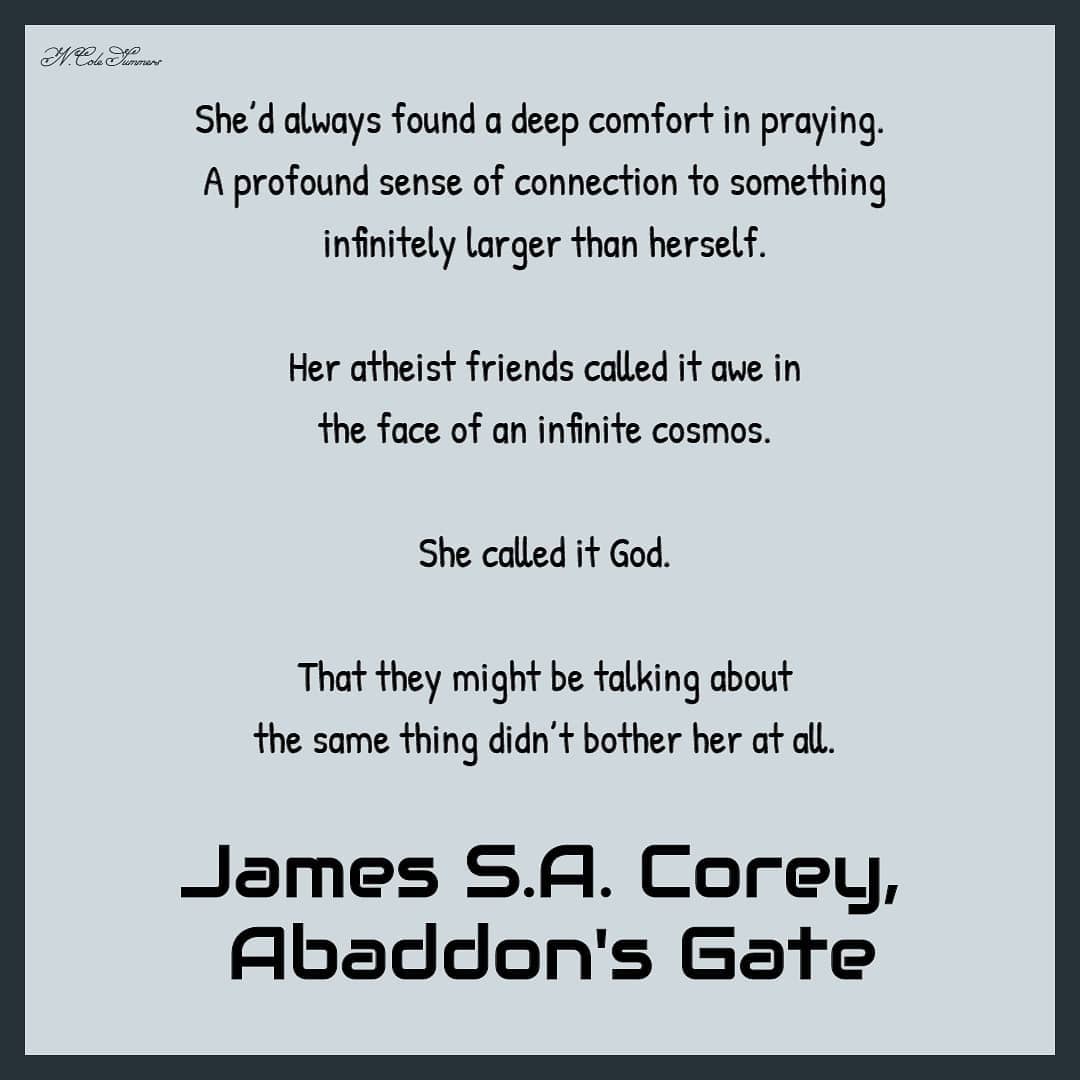 N. Cole Summers
She'd always found a deep comfort in praying.
A profound sense of connection to something
infinitely larger than herself.
Her atheist friends called it awe in
the face of an infinite cosmos.
She called it God.
That they might be talking about
the same thing didn't bother her at all.
James S.A. Corey,
Abaddon's Gate